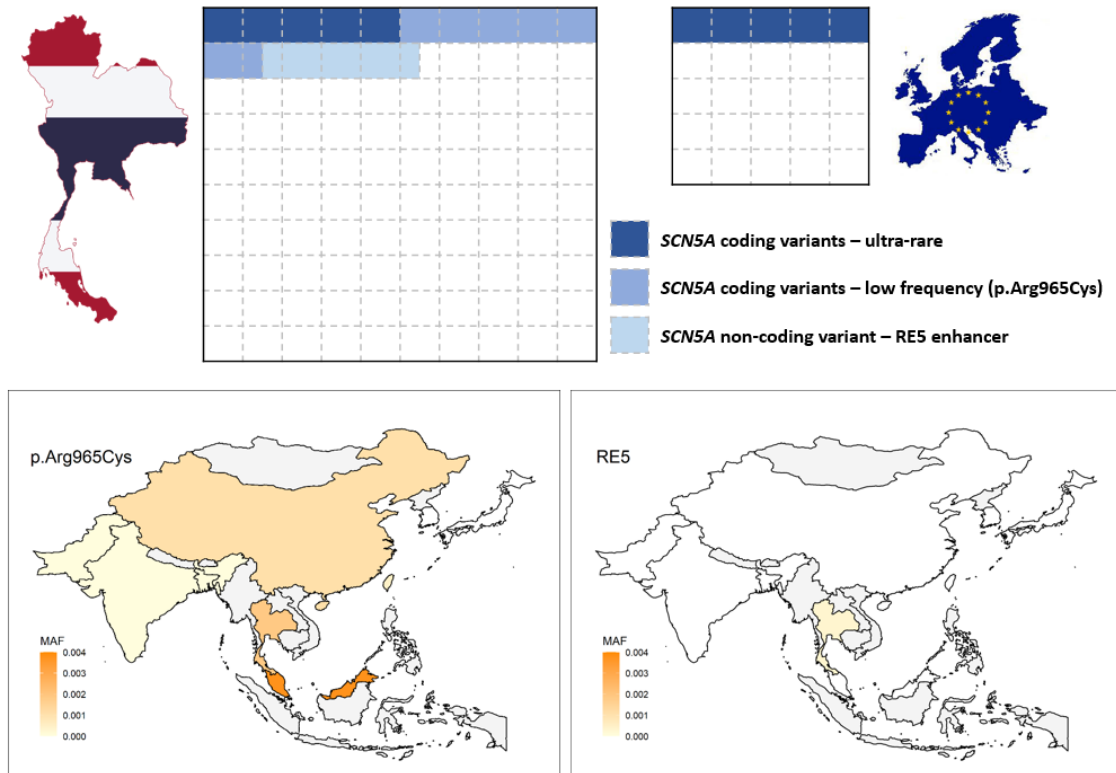 SCN5A coding variants – ultra-rare
SCN5A coding variants – low frequency (p.Arg965Cys)
SCN5A non-coding variant – RE5 enhancer
p.Arg965Cys
MAF
0.004
0.003
0.002
0.001
0.000
RE5
MAF
0.004
0.003
0.002
0.001
0.000